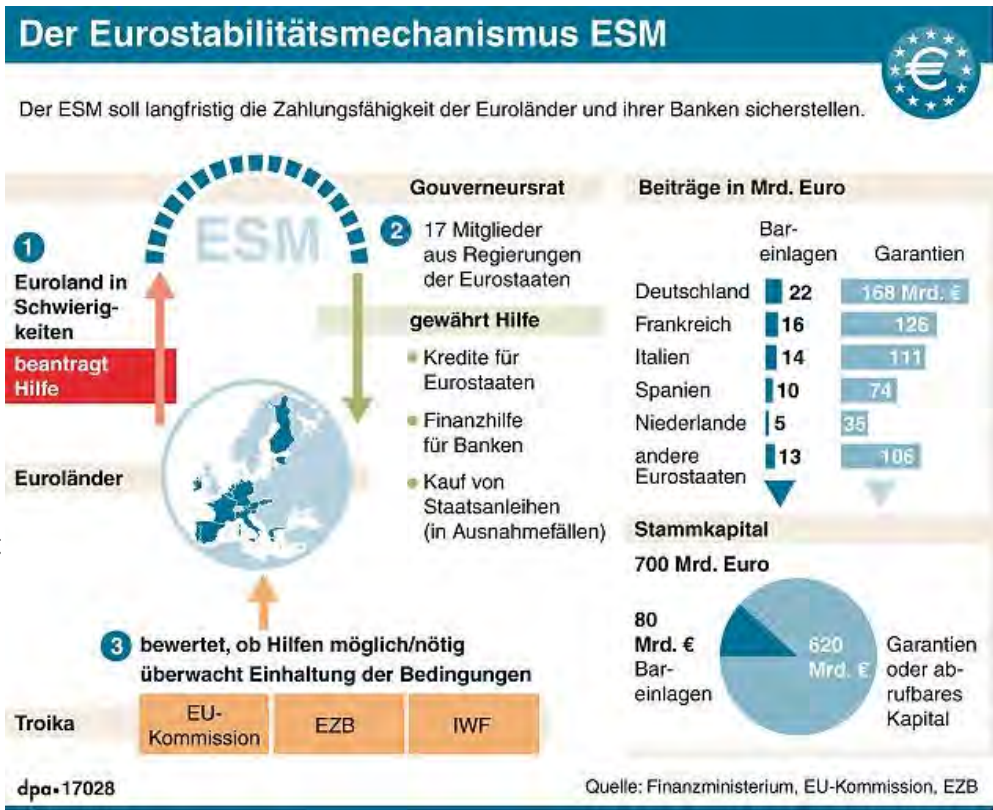 Der Eurostabilitätsmechanismus ESM
€
Der ESM soll langfristig die Zahlungsfähigkeit der Euroländer und ihrer Banken sicherstellen.
ESM
1
Euroland in
Schwierig-
keiten
beantragt
Hilfe
Euroländer
Gouverneursrat
2 17 Mitglieder
aus Regierungen
der Eurostaaten
gewährt Hilfe
Kredite für
Eurostaaten
Finanzhilfe
für Banken
Kauf von
Staatsanleihen
(in Ausnahmefällen)
3 bewertet, ob Hilfen möglich/nötig
überwacht Einhaltung der Bedingungen
Troika
EU-
Kommission
EZB
IWF
Beiträge in Mrd. Euro
Bar-
einlagen Garantien
Deutschland 22 168 Mrd. €
Frankreich 16 126
Italien 14 111
Spanien 10 74
Niederlande 5 35
andere
Eurostaaten 13 106
Stammkapital
700 Mrd. Euro
80
Mrd. €
Bar-
einlagen
620
Mrd. €
Garantien
oder ab-
rufbares
Kapital
dpa•17028
Quelle: Finanzministerium, EU-Kommission, EZB